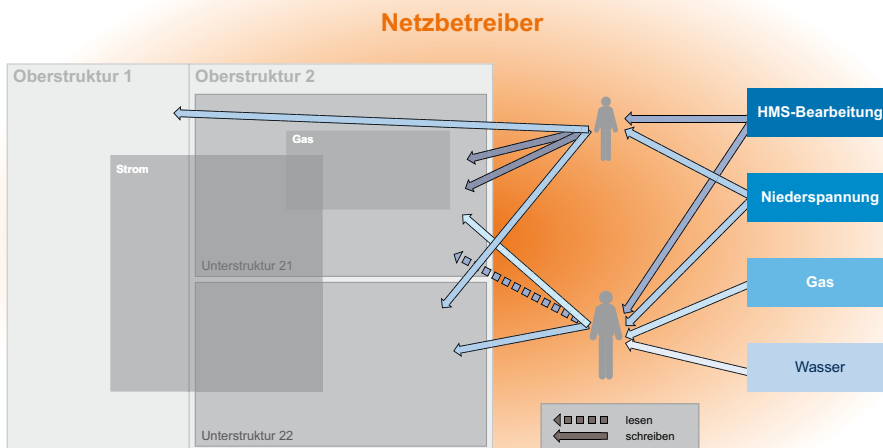 Netzbetreiber
Oberstruktur 1
Oberstruktur 2
HMS-Bearbeitung
Gas
Strom
Niederspannung
Unterstruktur 21
Gas
Wasser
lesen
schreiben
Unterstruktur 22